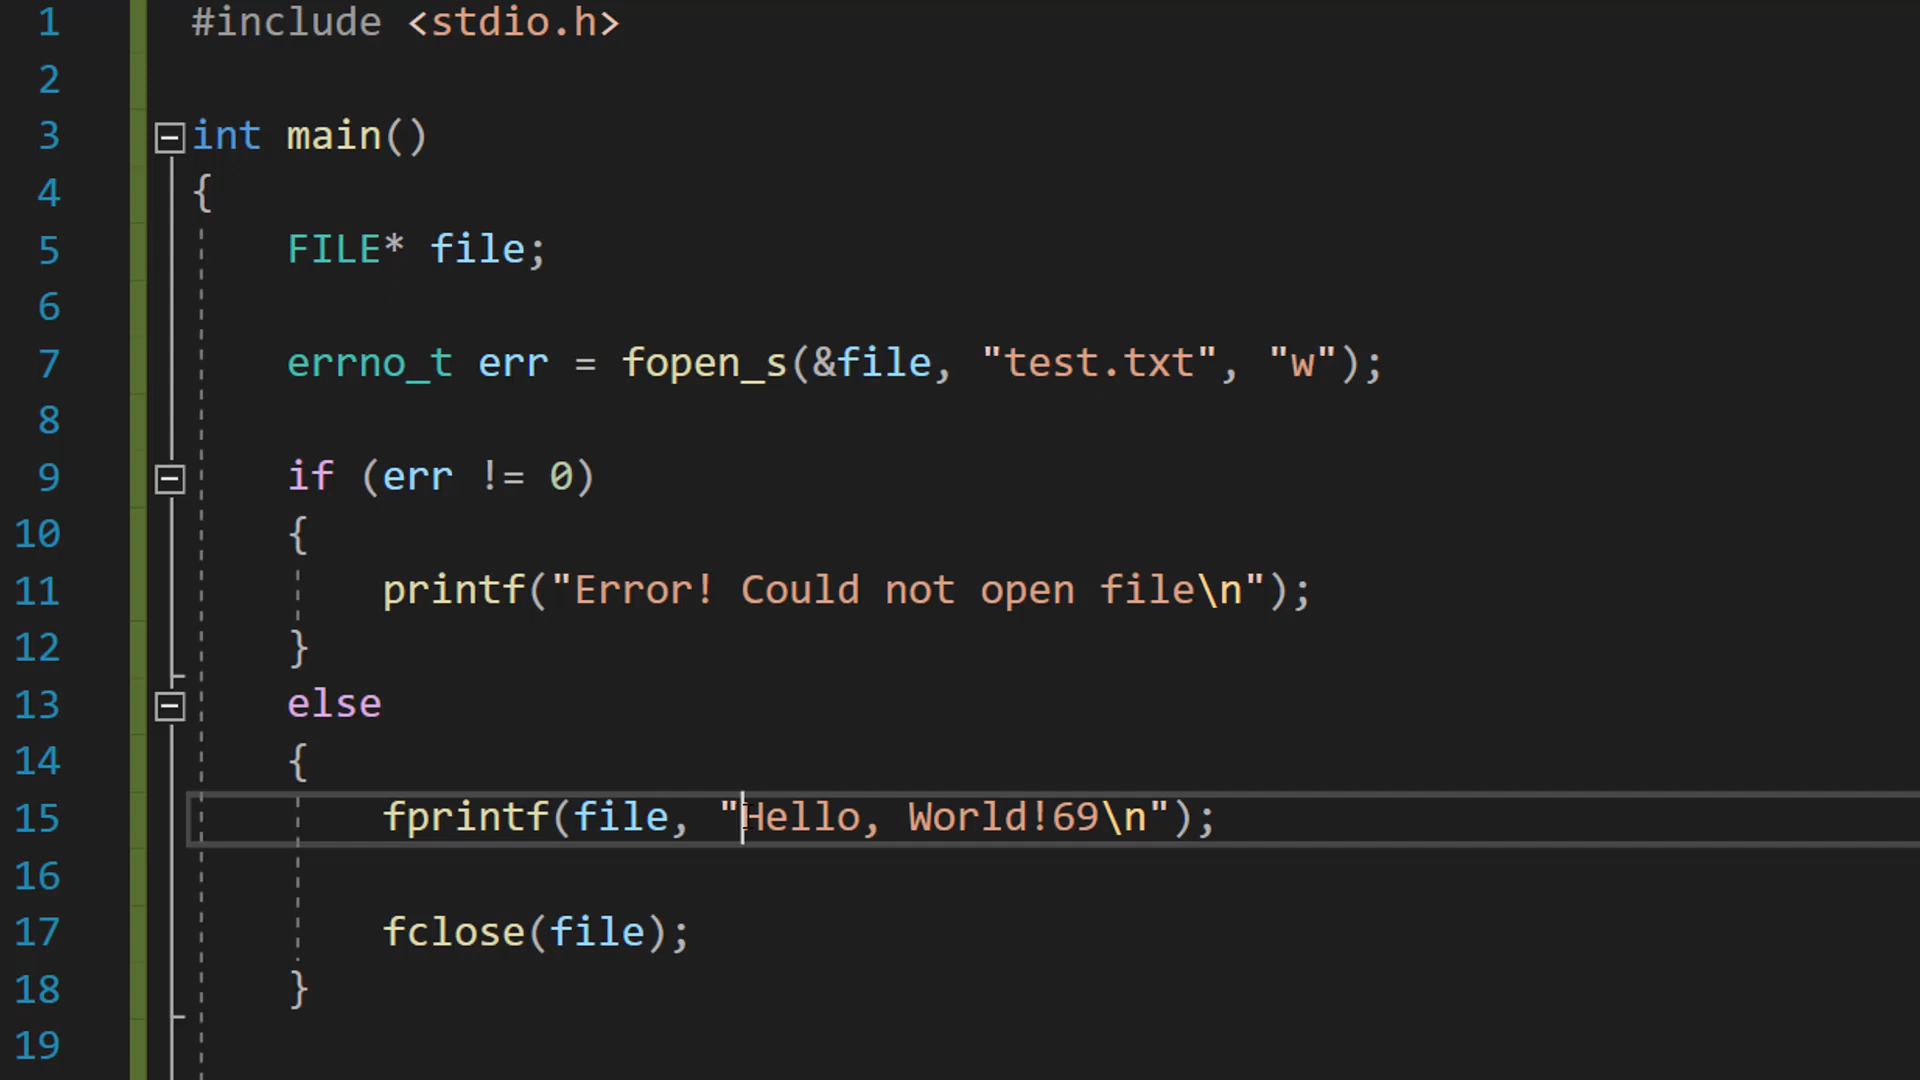 1 #include <stdio.h>
2
3 int main()
4 {
5 FILE* file;
6
7 errno_t err = fopen_s(&file, "test.txt", "w");
8
9 if (err != 0)
10 {
11 printf("Error! Could not open file\n");
12 }
13 else
14 {
15 fprintf(file, "Hello, World!69\n");
16
17 fclose(file);
18 }
19